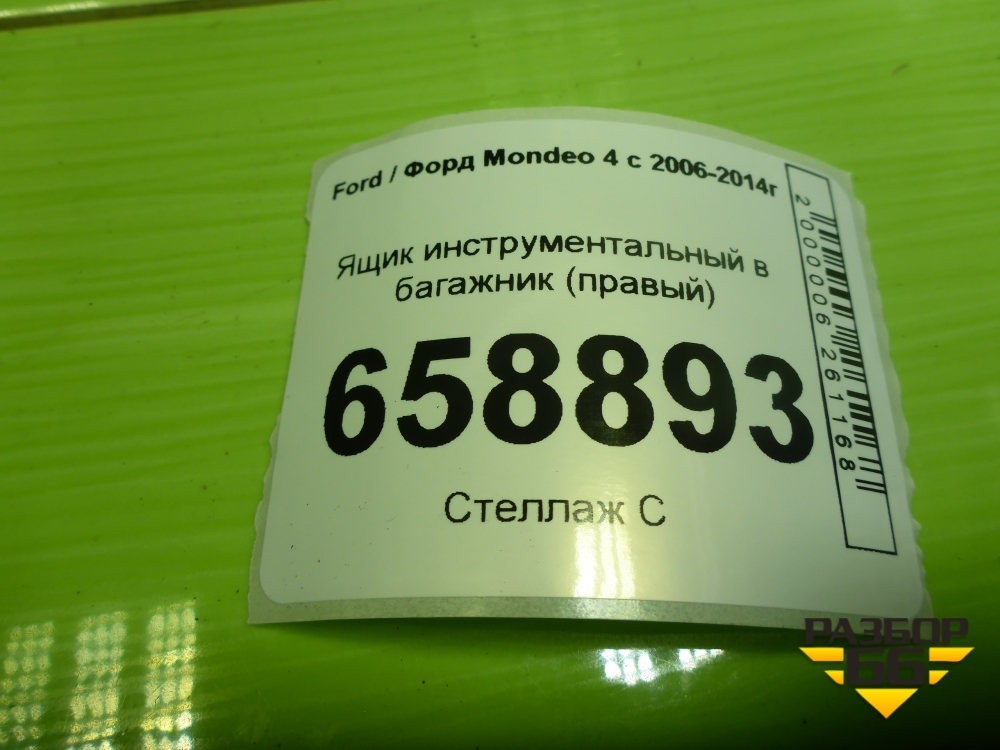 Ford / Форд Mondeo 4 с 2006-2014г
Ящик инструментальный в
багажник (правый)
658893
Стеллаж С
2000006261168
РАЗБОР
66